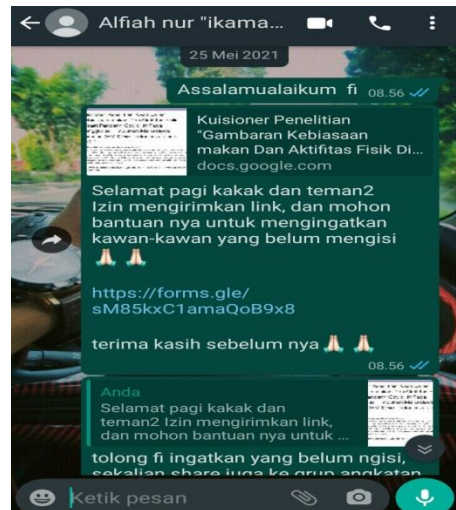 Alfiah nur "ikama...
25 Mei 2021
Assalamualaikum fi 08.56
Kuisioner Penelitian
"Gambaran Kebiasaan
makan Dan Aktifitas Fisik Di...
docs.google.com
Selamat pagi kakak dan teman2
Izin mengirimkan link, dan mohon
bantuan nya untuk mengingatkan
kawan-kawan yang belum mengisi
🙏🏻 🙏🏻
https://forms.gle/
sM85kxC1amaQoB9x8
terima kasih sebelum nya 🙏🏻 🙏🏻
08.56
Anda
Selamat pagi kakak dan
teman2 Izin mengirimkan link,
dan mohon bantuan nya untuk ...
tolong fi ingatkan yang belum ngisi,
sekalian share juga ke grup angkatan
Ketik pesan